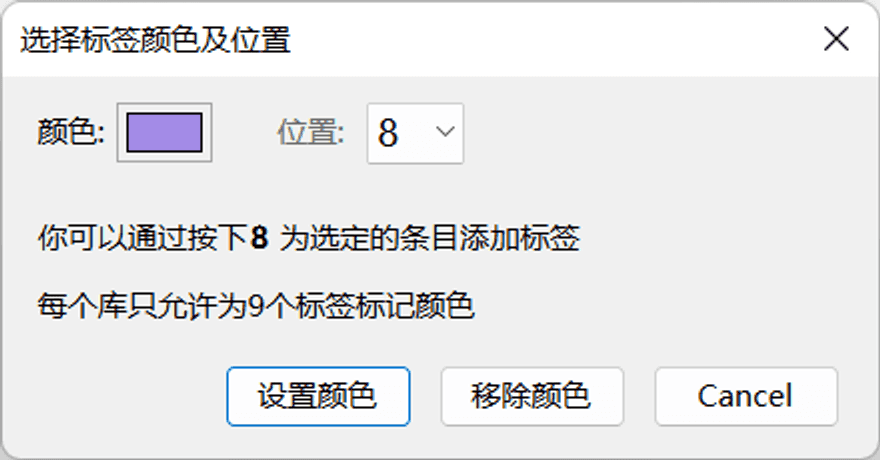 选择标签颜色及位置
颜色: 位置: 8
你可以通过按下8 为选定的条目添加标签
每个库只允许为9个标签标记颜色
设置颜色 移除颜色 Cancel